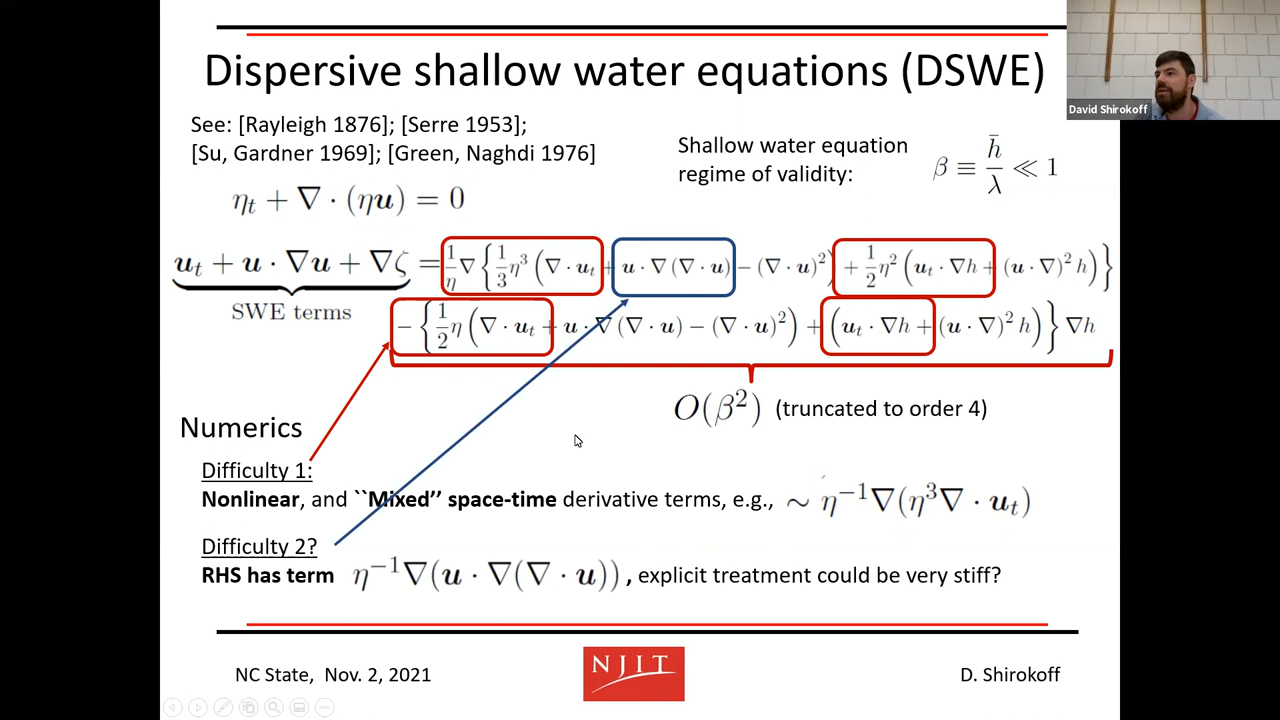 Dispersive shallow water equations (DSWE)
David Shirokoff
See: [Rayleigh 1876]; [Serre 1953];
[Su, Gardner 1969]; [Green, Naghdi 1976]
Shallow water equation
regime of validity:
β ≡ h̄/λ ≪ 1
η_t + ∇ · (η𝒖) = 0
𝒖_t + 𝒖 · ∇𝒖 + ∇ζ = 1/η ∇{ 1/3 η³ (∇ · 𝒖_t + 𝒖 · ∇(∇ · 𝒖) − (∇ · 𝒖)²) + 1/2 η² (𝒖_t · ∇h + (𝒖 · ∇)² h)}
SWE terms
− { 1/2 η (∇ · 𝒖_t + 𝒖 · ∇(∇ · 𝒖) − (∇ · 𝒖)²) + (𝒖_t · ∇h + (𝒖 · ∇)² h)} ∇h
O(β²) (truncated to order 4)
Numerics
Difficulty 1:
Nonlinear, and ``Mixed'' space-time derivative terms, e.g., ∼ η⁻¹∇(η³∇ · 𝒖_t)
Difficulty 2?
RHS has term η⁻¹∇(𝒖 · ∇(∇ · 𝒖)) , explicit treatment could be very stiff?
NC State, Nov. 2, 2021
NJIT
D. Shirokoff